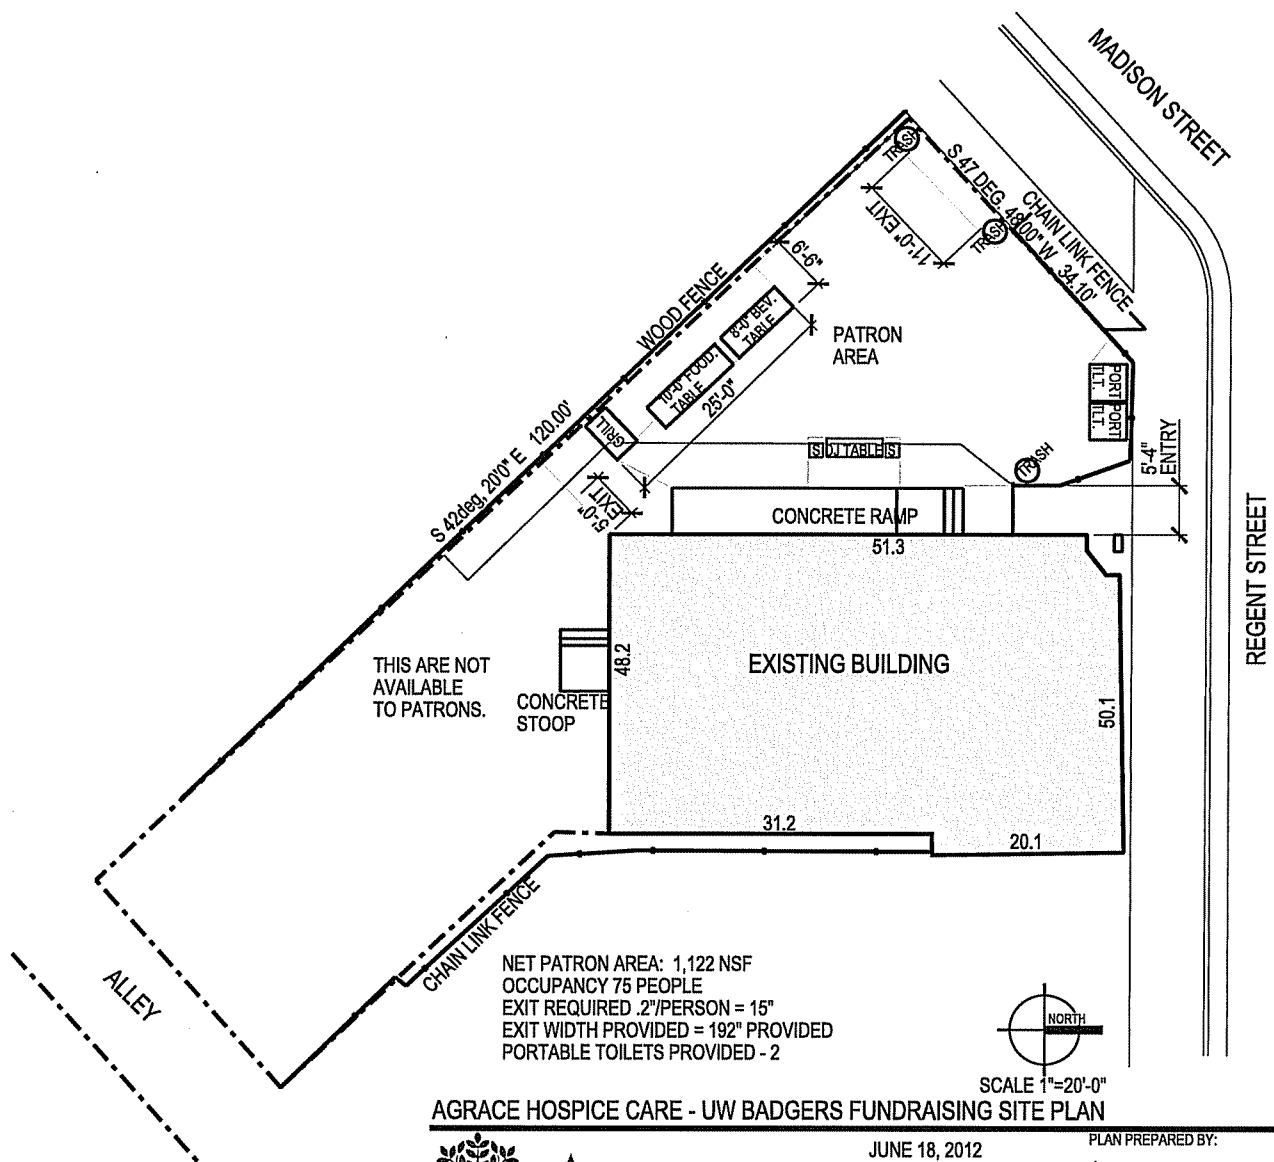 MADISON STREET
TRASH
S 47 DEG. 48'00" W 34.10'
CHAIN LINK FENCE
11'-0" EXIT
TRASH
9'-9"
WOOD FENCE
8'-0" BEV.
TABLE
PATRON
AREA
10'-0" FOOD.
TABLE
25'-0"
PORT
TLT.
PORT
TLT.
GRILL
S 42deg, 20'0" E 120.00'
S
DJ TABLE
S
TRASH
5'-4"
ENTRY
5'-0"
EXIT
CONCRETE RAMP
51.3
REGENT STREET
48.2
EXISTING BUILDING
THIS ARE NOT
AVAILABLE
TO PATRONS.
CONCRETE
STOOP
50.1
31.2
20.1
CHAIN LINK FENCE
ALLEY
NET PATRON AREA: 1,122 NSF
OCCUPANCY 75 PEOPLE
EXIT REQUIRED .2"/PERSON = 15"
EXIT WIDTH PROVIDED = 192" PROVIDED
PORTABLE TOILETS PROVIDED - 2
NORTH
SCALE 1"=20'-0"
AGRACE HOSPICE CARE - UW BADGERS FUNDRAISING SITE PLAN
JUNE 18, 2012
PLAN PREPARED BY: